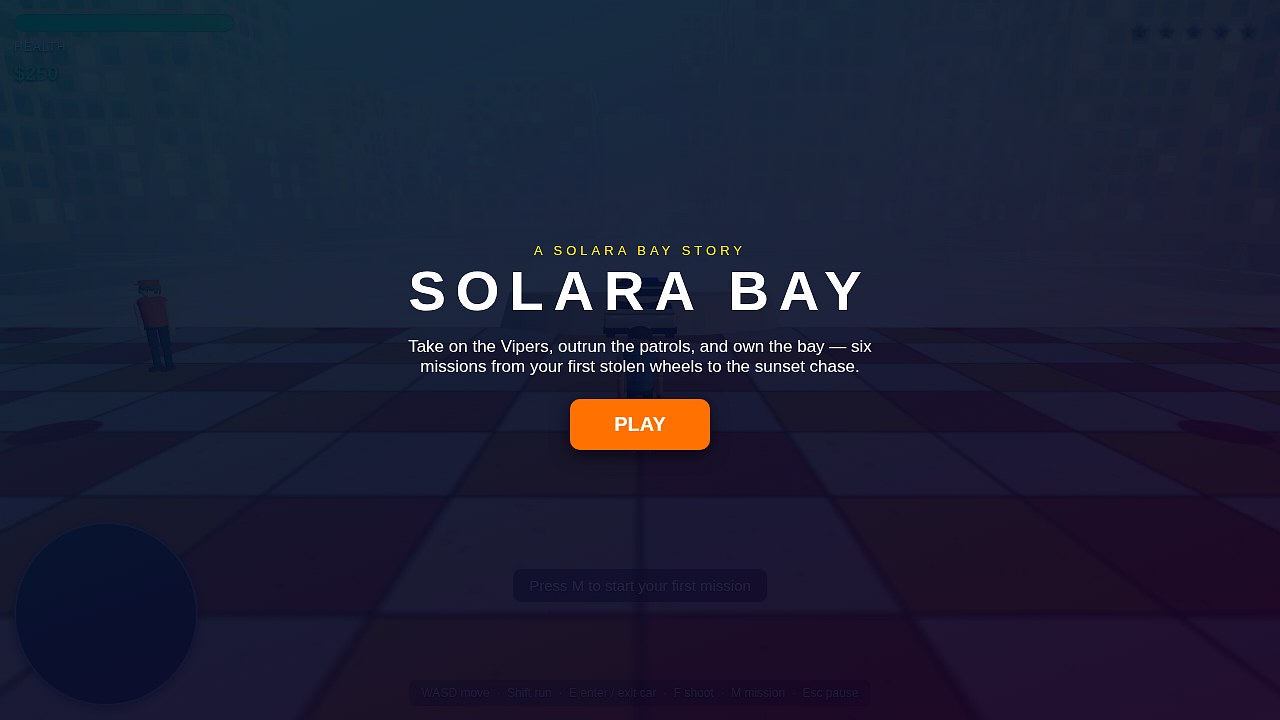 HEALTH
$250
★ ★ ★ ★ ★
A SOLARA BAY STORY
SOLARA BAY
Take on the Vipers, outrun the patrols, and own the bay — six
missions from your first stolen wheels to the sunset chase.
PLAY
Press M to start your first mission
WASD move · Shift run · E enter / exit car · F shoot · M mission · Esc pause